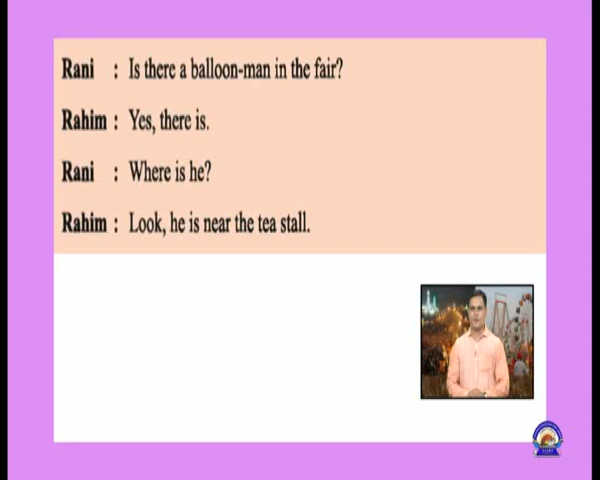 Rani : Is there a balloon-man in the fair?
Rahim : Yes, there is.
Rani : Where is he?
Rahim : Look, he is near the tea stall.